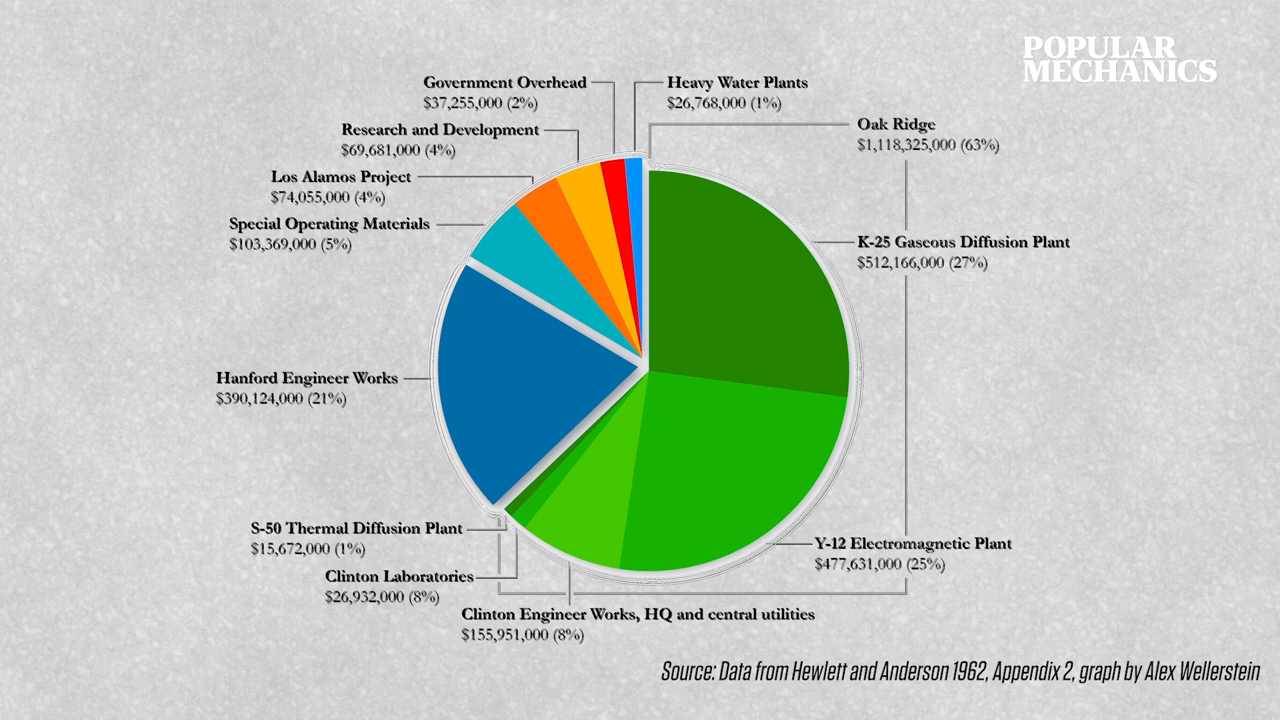 POPULAR
MECHANICS
Government Overhead
$37,255,000 (2%)
Heavy Water Plants
$26,768,000 (1%)
Oak Ridge
$1,118,325,000 (63%)
Research and Development
$69,681,000 (4%)
Los Alamos Project
$74,055,000 (4%)
Special Operating Materials
$103,369,000 (5%)
K-25 Gaseous Diffusion Plant
$512,166,000 (27%)
Hanford Engineer Works
$390,124,000 (21%)
S-50 Thermal Diffusion Plant
$15,672,000 (1%)
Y-12 Electromagnetic Plant
$477,631,000 (25%)
Clinton Laboratories
$26,932,000 (8%)
Clinton Engineer Works, HQ and central utilities
$155,951,000 (8%)
Source: Data from Hewlett and Anderson 1962, Appendix 2, graph by Alex Wellerstein